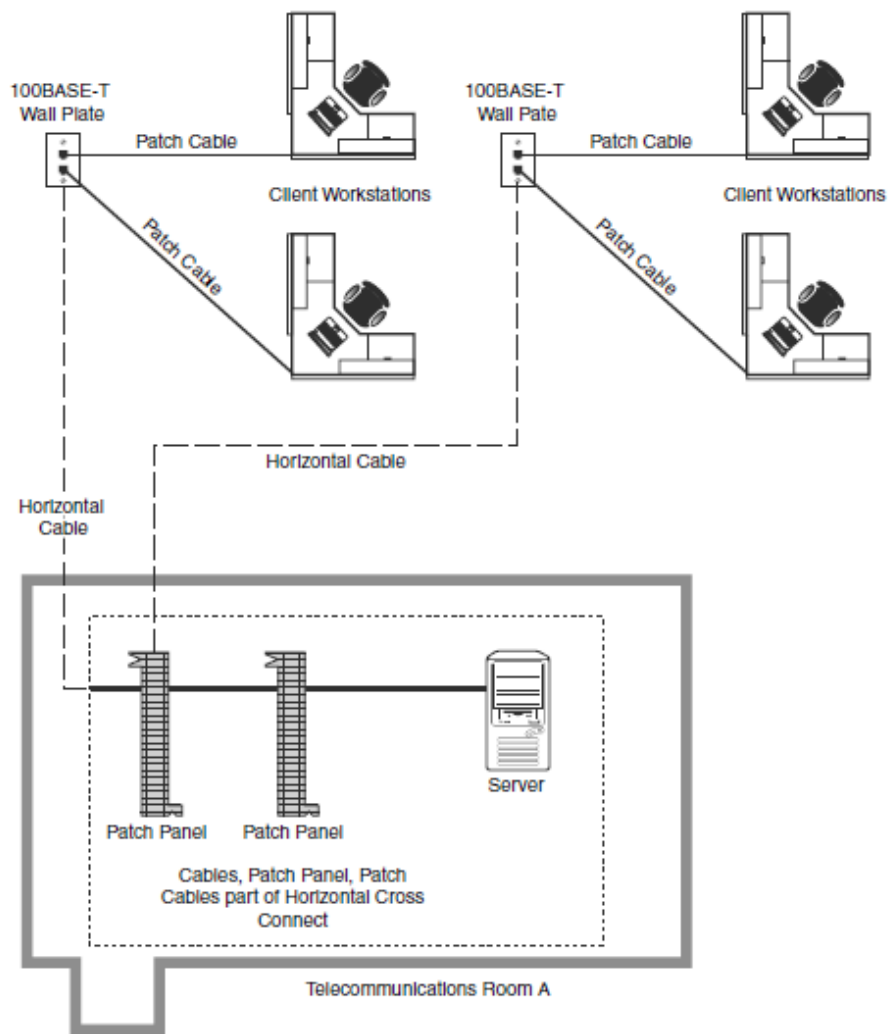 100BASE-T
Wall Plate
Patch Cable
Client Workstations
Patch Cable
100BASE-T
Wall Pate
Patch Cable
Client Workstations
Patch Cable
Horizontal Cable
Horizontal
Cable
Patch Panel
Patch Panel
Server
Cables, Patch Panel, Patch
Cables part of Horizontal Cross
Connect
Telecommunications Room A